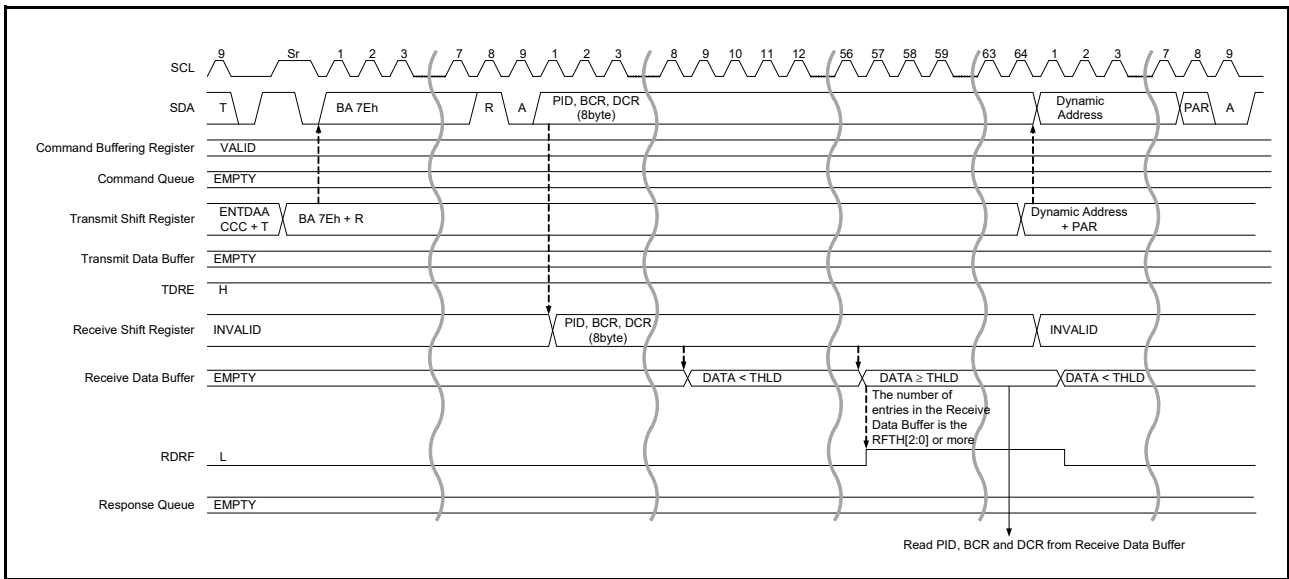 9 Sr 1 2 3 7 8 9 1 2 3 8 9 10 11 12 56 57 58 59 63 64 1 2 3 7 8 9
SCL
SDA T BA 7Eh R A PID, BCR, DCR
(8byte) Dynamic
Address PAR A
Command Buffering Register VALID
Command Queue EMPTY
Transmit Shift Register ENTDAA
CCC + T BA 7Eh + R Dynamic Address
+ PAR
Transmit Data Buffer EMPTY
TDRE H
Receive Shift Register INVALID PID, BCR, DCR
(8byte) INVALID
Receive Data Buffer EMPTY DATA < THLD DATA ≥ THLD DATA < THLD
The number of
entries in the Receive
Data Buffer is the
RFTH[2:0] or more
RDRF L
Response Queue EMPTY
Read PID, BCR and DCR from Receive Data Buffer